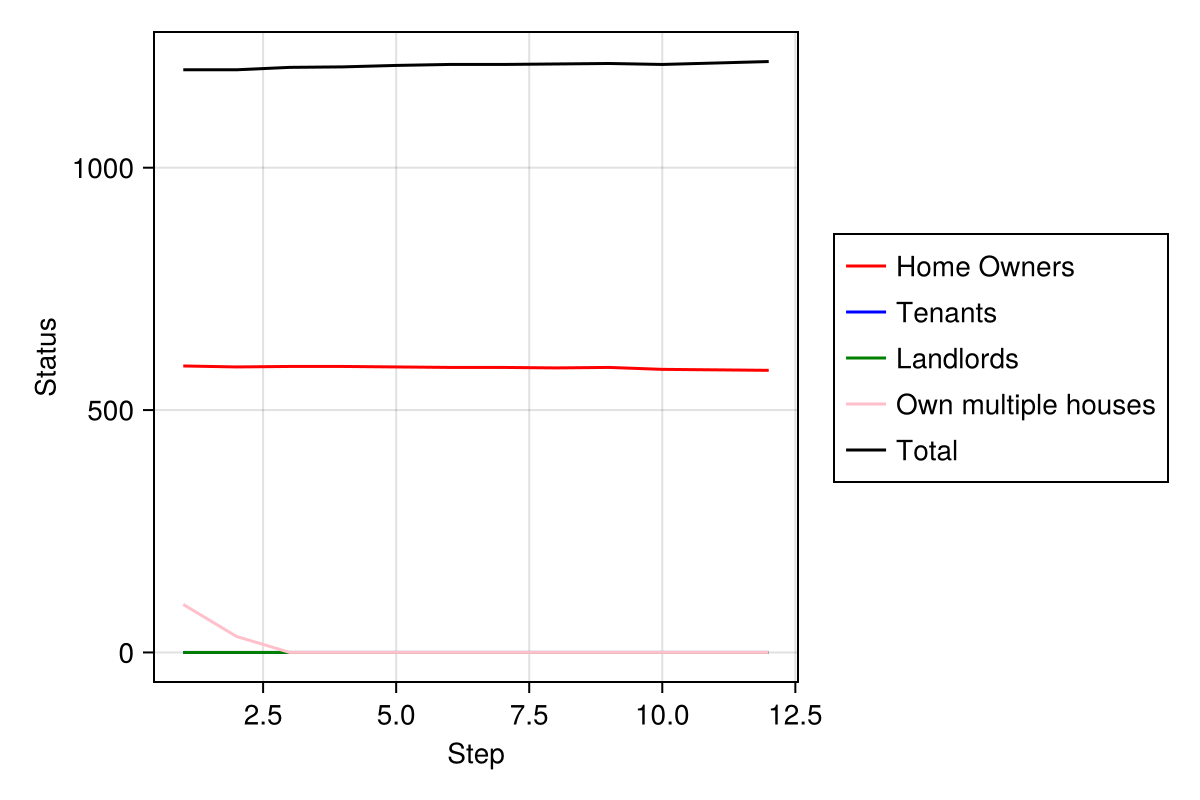 1000
500
0
Status
2.5 5.0 7.5 10.0 12.5
Step
Home Owners
Tenants
Landlords
Own multiple houses
Total